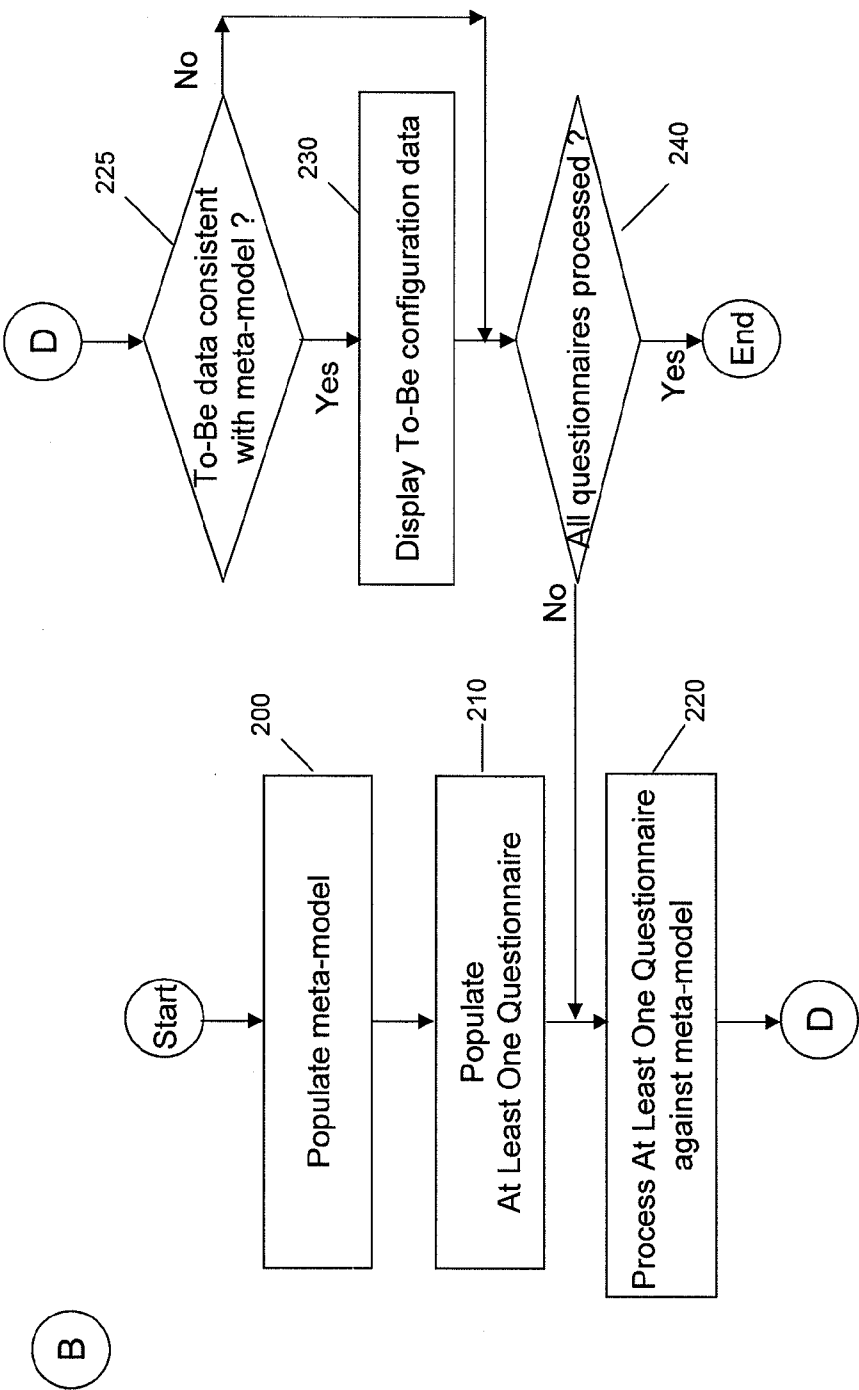 B
Start
200
Populate meta-model
210
Populate
At Least One Questionnaire
220
Process At Least One Questionnaire
against meta-model
D
D
225
To-Be data consistent
with meta-model ?
No
Yes
230
Display To-Be configuration data
240
All questionnaires processed ?
No
Yes
End